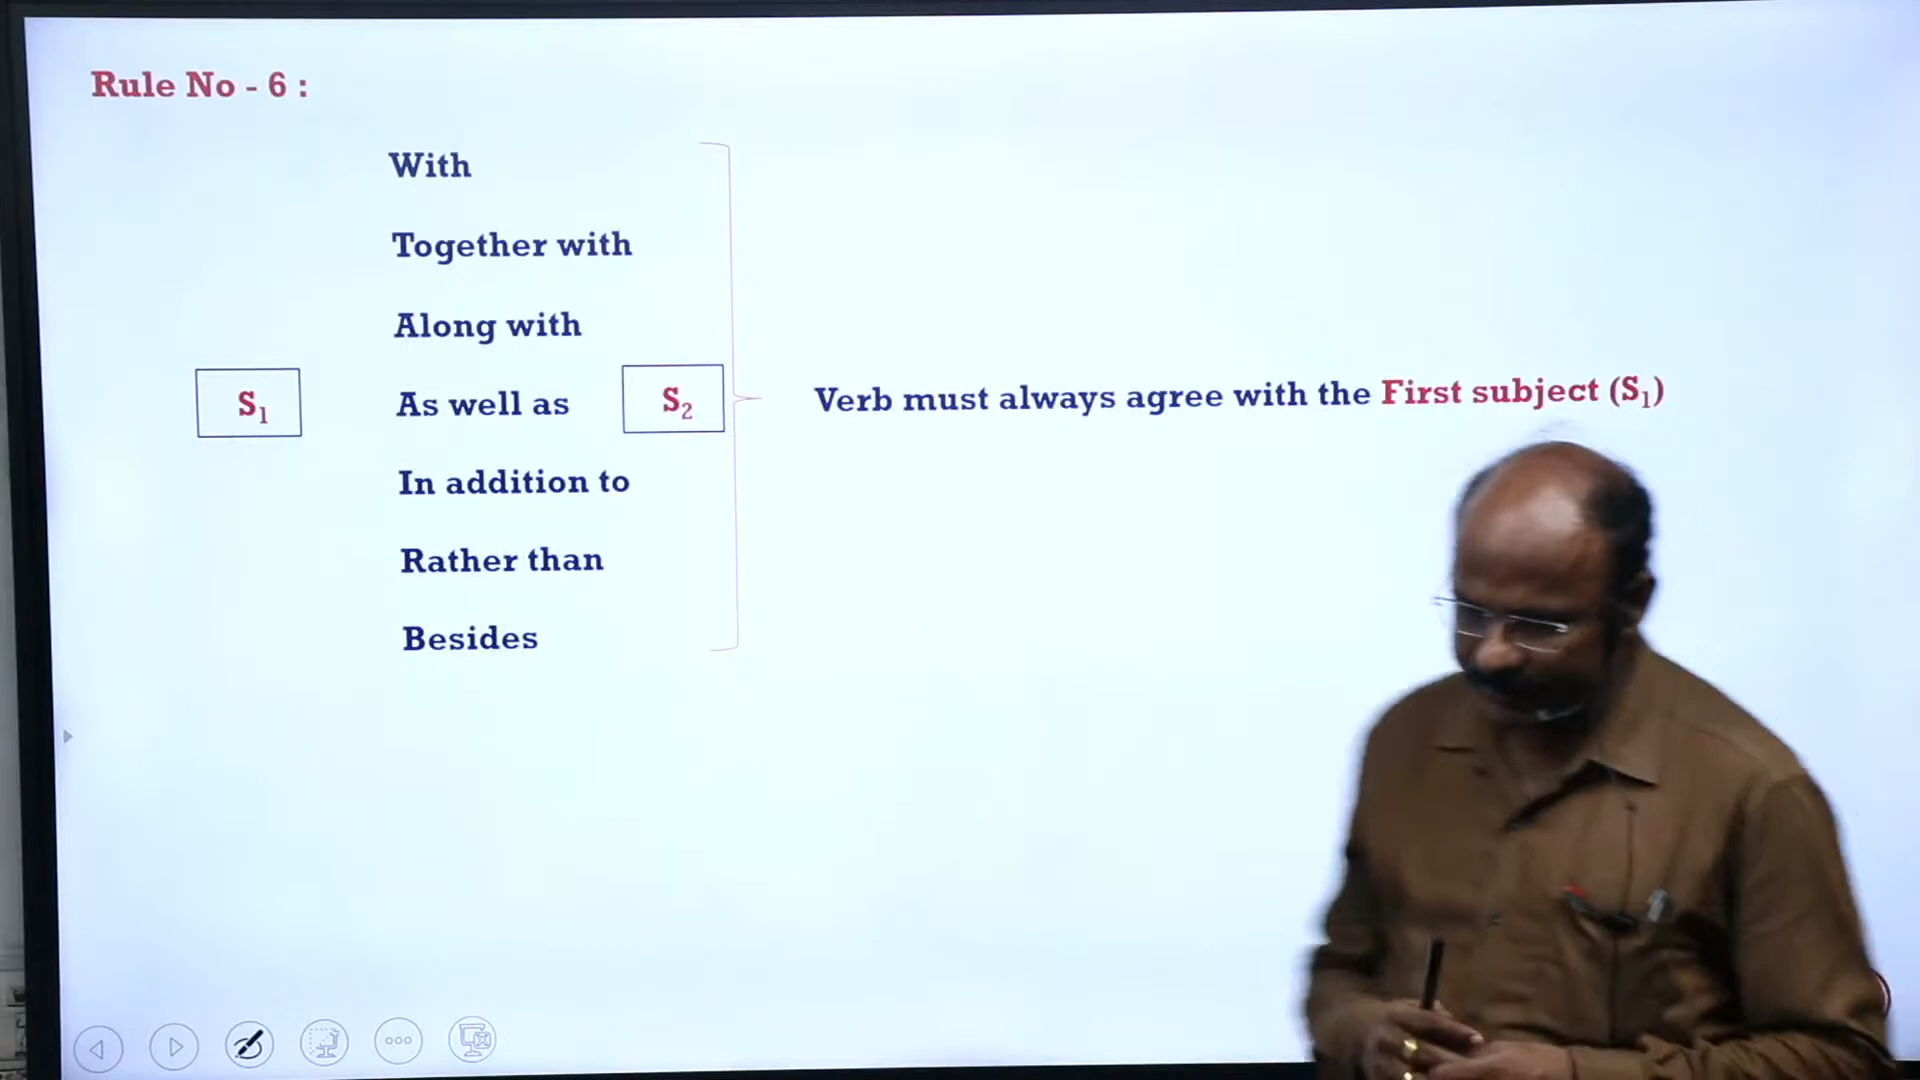 Rule No - 6 :
With
Together with
Along with
S₁ As well as S₂ Verb must always agree with the First subject (S₁)
In addition to
Rather than
Besides